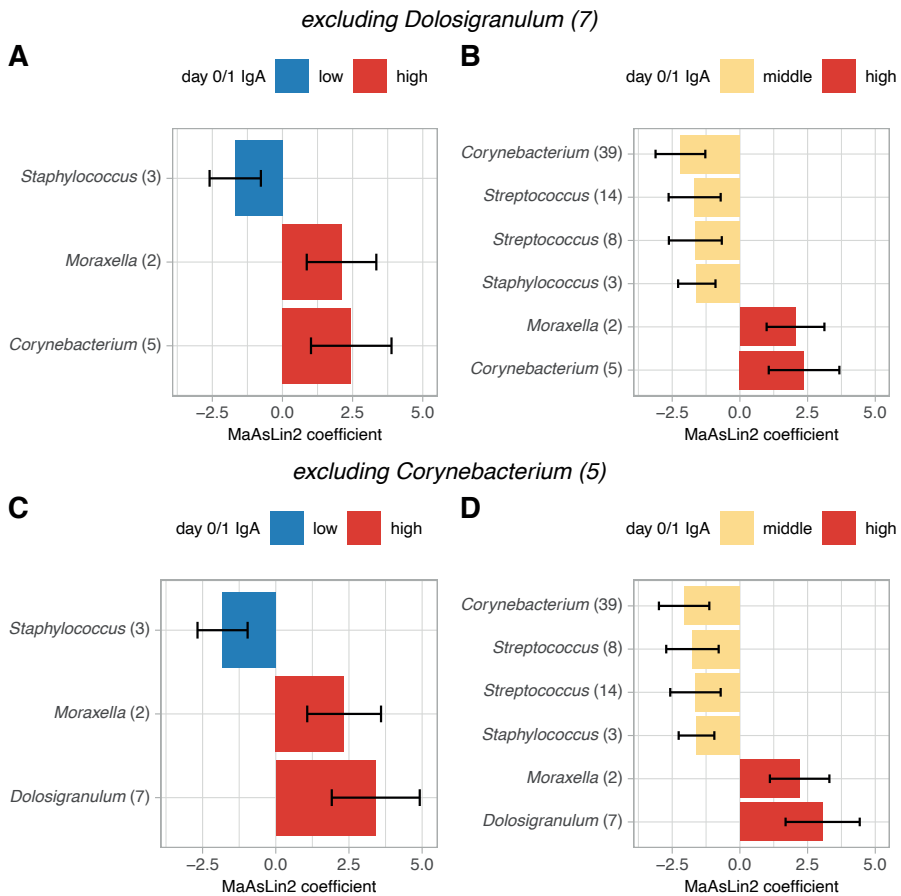 excluding Dolosigranulum (7)
A
day 0/1 IgA low high
Staphylococcus (3)
Moraxella (2)
Corynebacterium (5)
−2.5 0.0 2.5 5.0
MaAsLin2 coefficient
B
day 0/1 IgA middle high
Corynebacterium (39)
Streptococcus (14)
Streptococcus (8)
Staphylococcus (3)
Moraxella (2)
Corynebacterium (5)
−2.5 0.0 2.5 5.0
MaAsLin2 coefficient
excluding Corynebacterium (5)
C
day 0/1 IgA low high
Staphylococcus (3)
Moraxella (2)
Dolosigranulum (7)
−2.5 0.0 2.5 5.0
MaAsLin2 coefficient
D
day 0/1 IgA middle high
Corynebacterium (39)
Streptococcus (8)
Streptococcus (14)
Staphylococcus (3)
Moraxella (2)
Dolosigranulum (7)
−2.5 0.0 2.5 5.0
MaAsLin2 coefficient